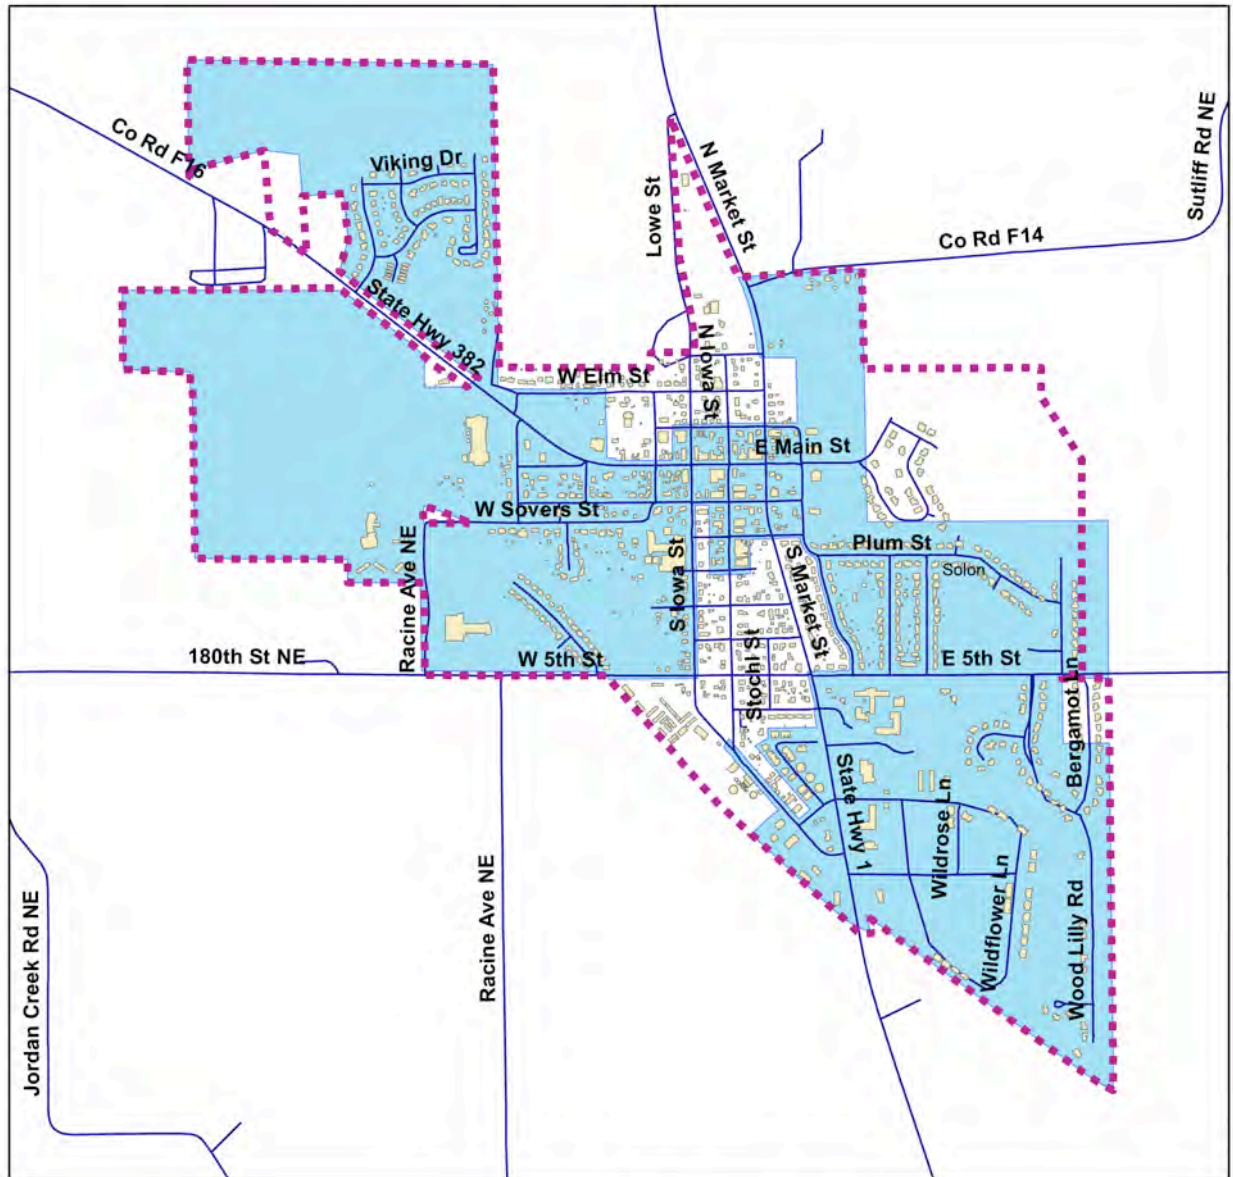 Co Rd F16
Viking Dr
Lowe St
N Market St
Sutliff Rd NE
Co Rd F14
State Hwy 382
N Iowa St
W Elm St
E Main St
W Sovers St
Racine Ave NE
S Iowa St
S Market St
Plum St
Solon
180th St NE
W 5th St
Stochl St
E 5th St
Bergamot Ln
State Hwy 1
Wildrose Ln
Wildflower Ln
Wood Lilly Rd
Jordan Creek Rd NE
Racine Ave NE